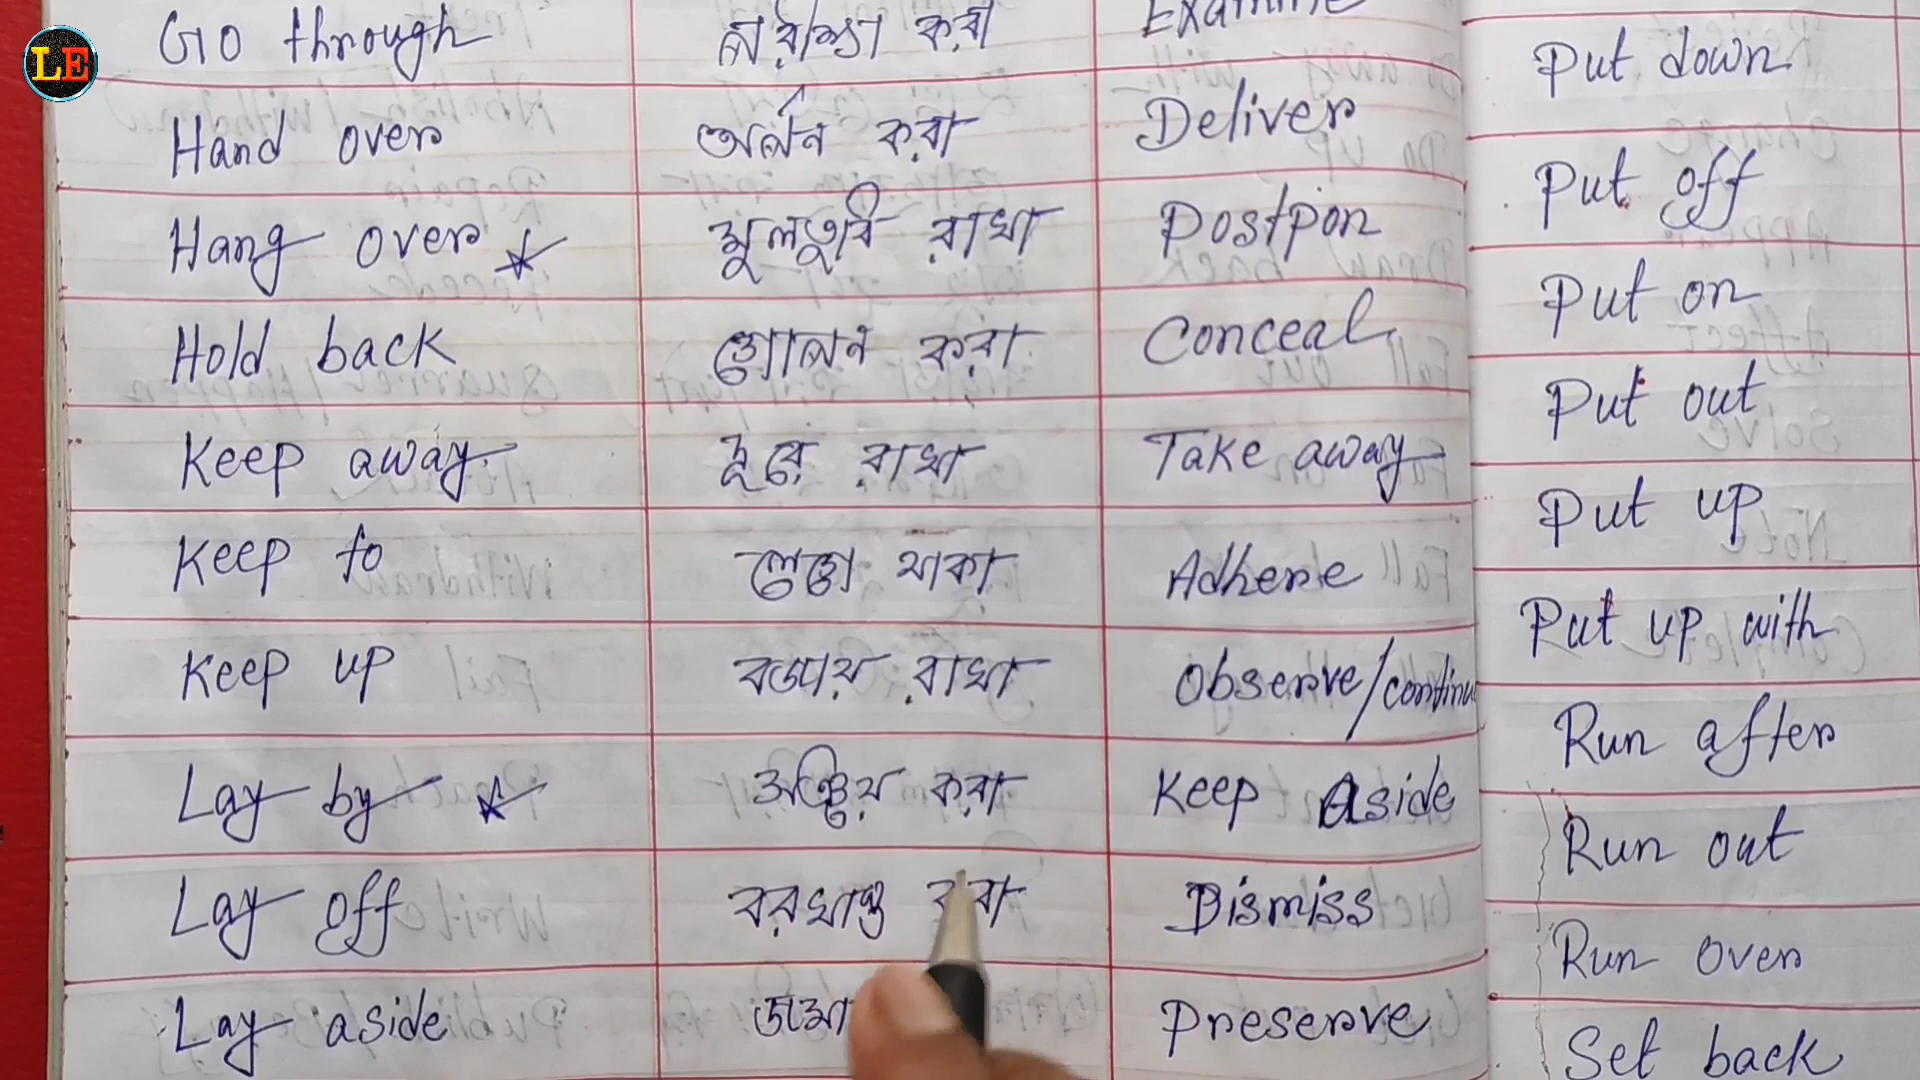 LE
Go through পরীক্ষা করা Examine
Hand over অর্পন করা Deliver
Hang over মুলতুবি রাখা Postpon
Hold back গোপন করা Conceal
Keep away দূরে রাখা Take away
Keep to লেগে থাকা Adhere
Keep up বজায় রাখা Observe/continu
Lay by সঞ্চিয় করা Keep Aside
Lay off বরখাস্ত করা Dismiss
Lay aside জমা Preserve
Put down
Put off
Put on
Put out
Put up
Put up with
Run after
Run out
Run over
Set back